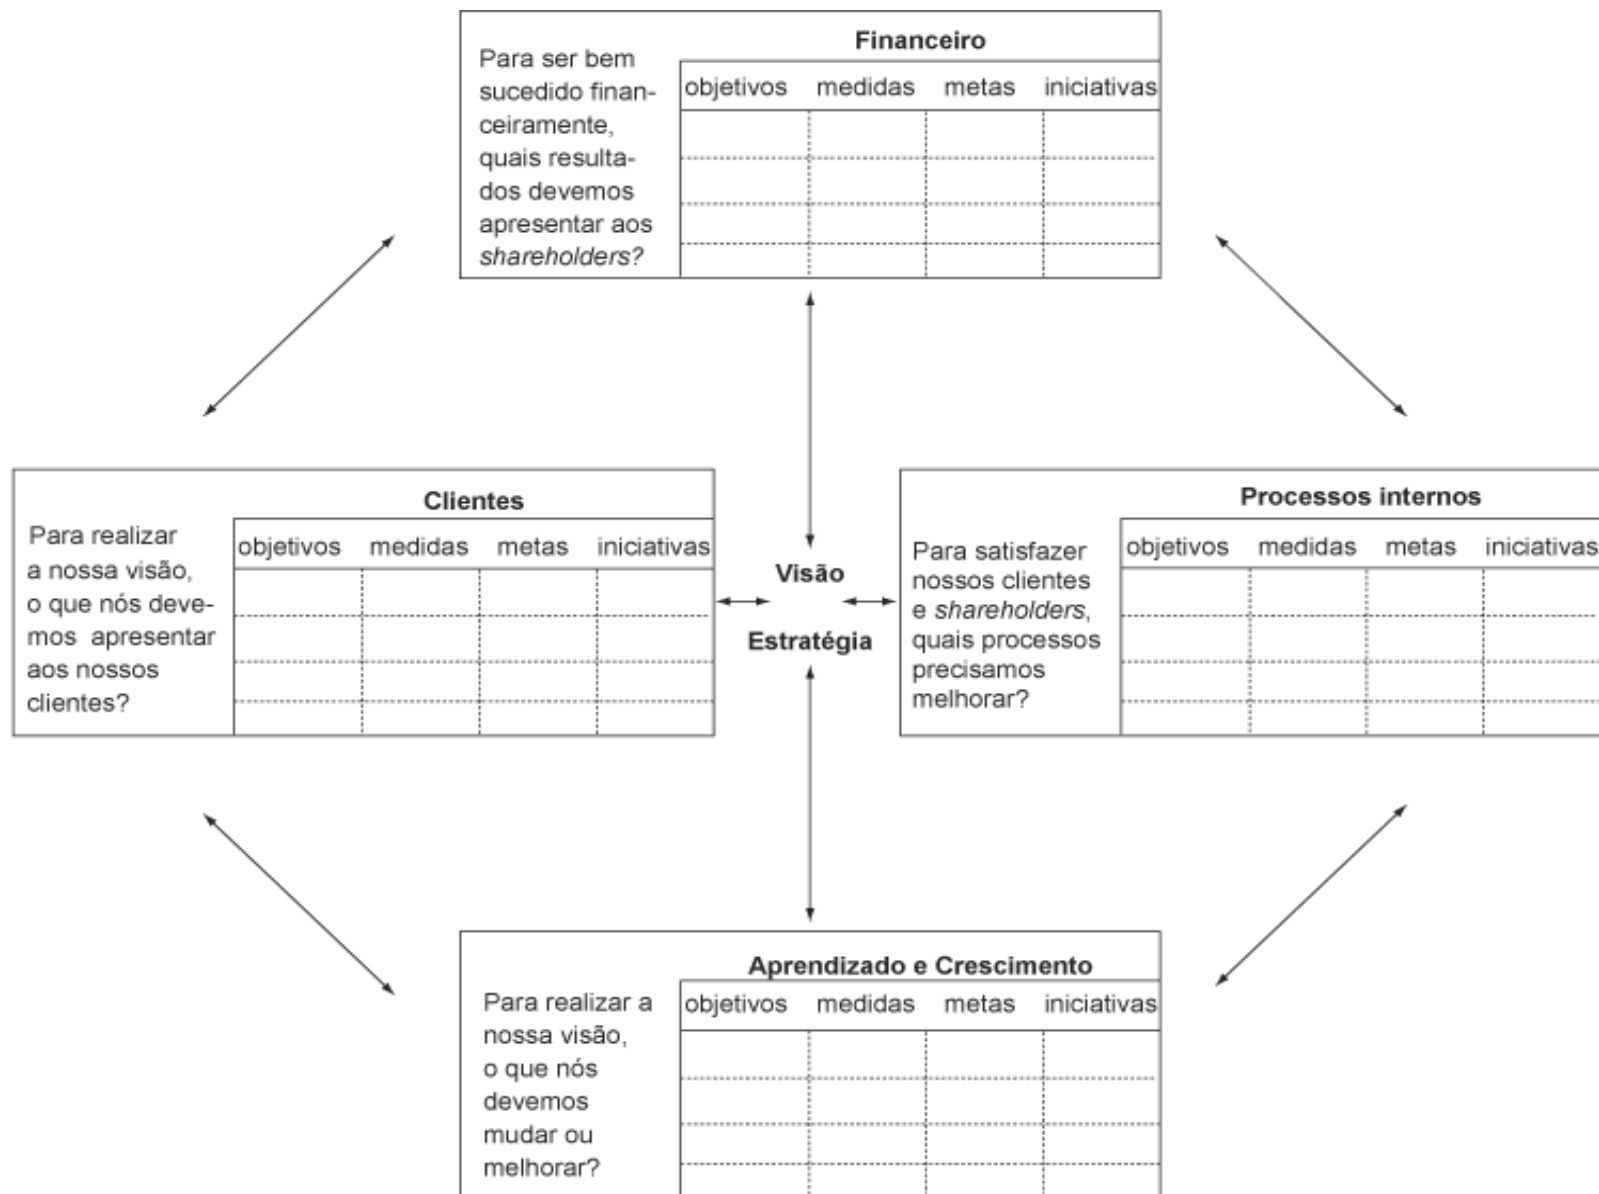 Financeiro
Para ser bem
sucedido finan-
ceiramente,
quais resulta-
dos devemos
apresentar aos
shareholders?
objetivos medidas metas iniciativas
Clientes
Para realizar
a nossa visão,
o que nós deve-
mos apresentar
aos nossos
clientes?
objetivos medidas metas iniciativas
Visão
Estratégia
Processos internos
Para satisfazer
nossos clientes
e shareholders,
quais processos
precisamos
melhorar?
objetivos medidas metas iniciativas
Aprendizado e Crescimento
Para realizar a
nossa visão,
o que nós
devemos
mudar ou
melhorar?
objetivos medidas metas iniciativas